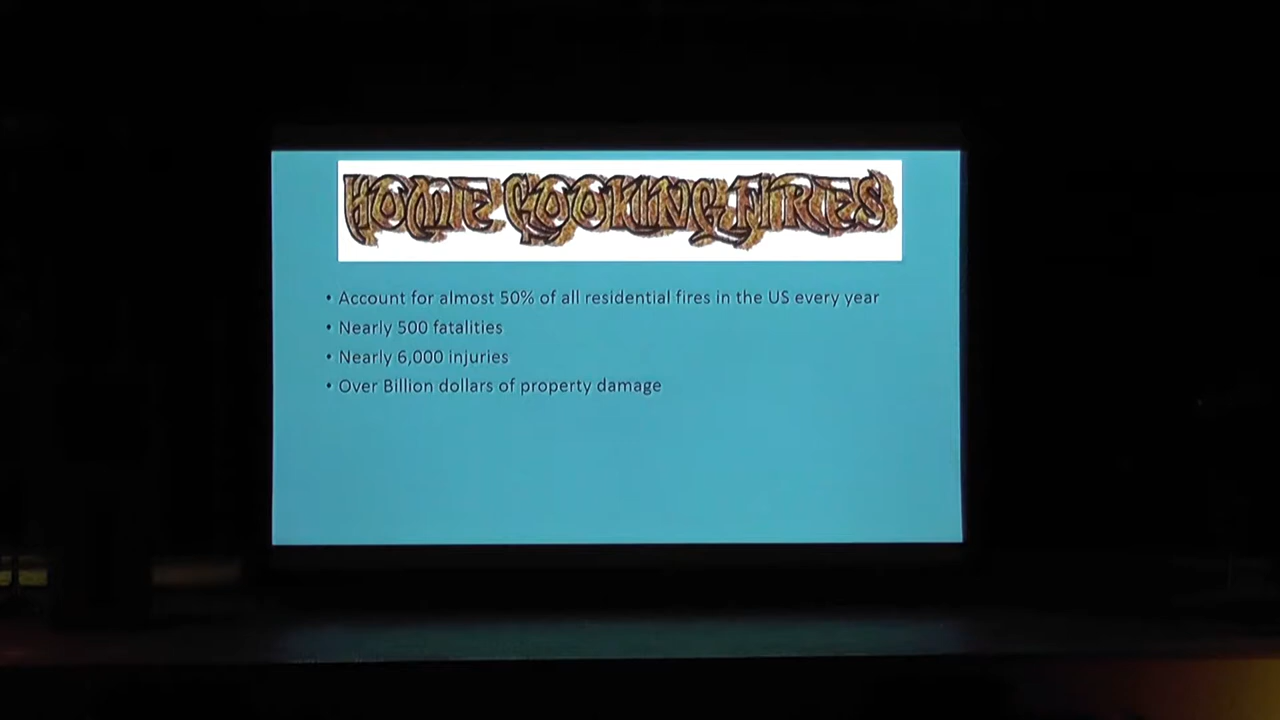 HOME COOKING FIRES
• Account for almost 50% of all residential fires in the US every year
• Nearly 500 fatalities
• Nearly 6,000 injuries
• Over Billion dollars of property damage